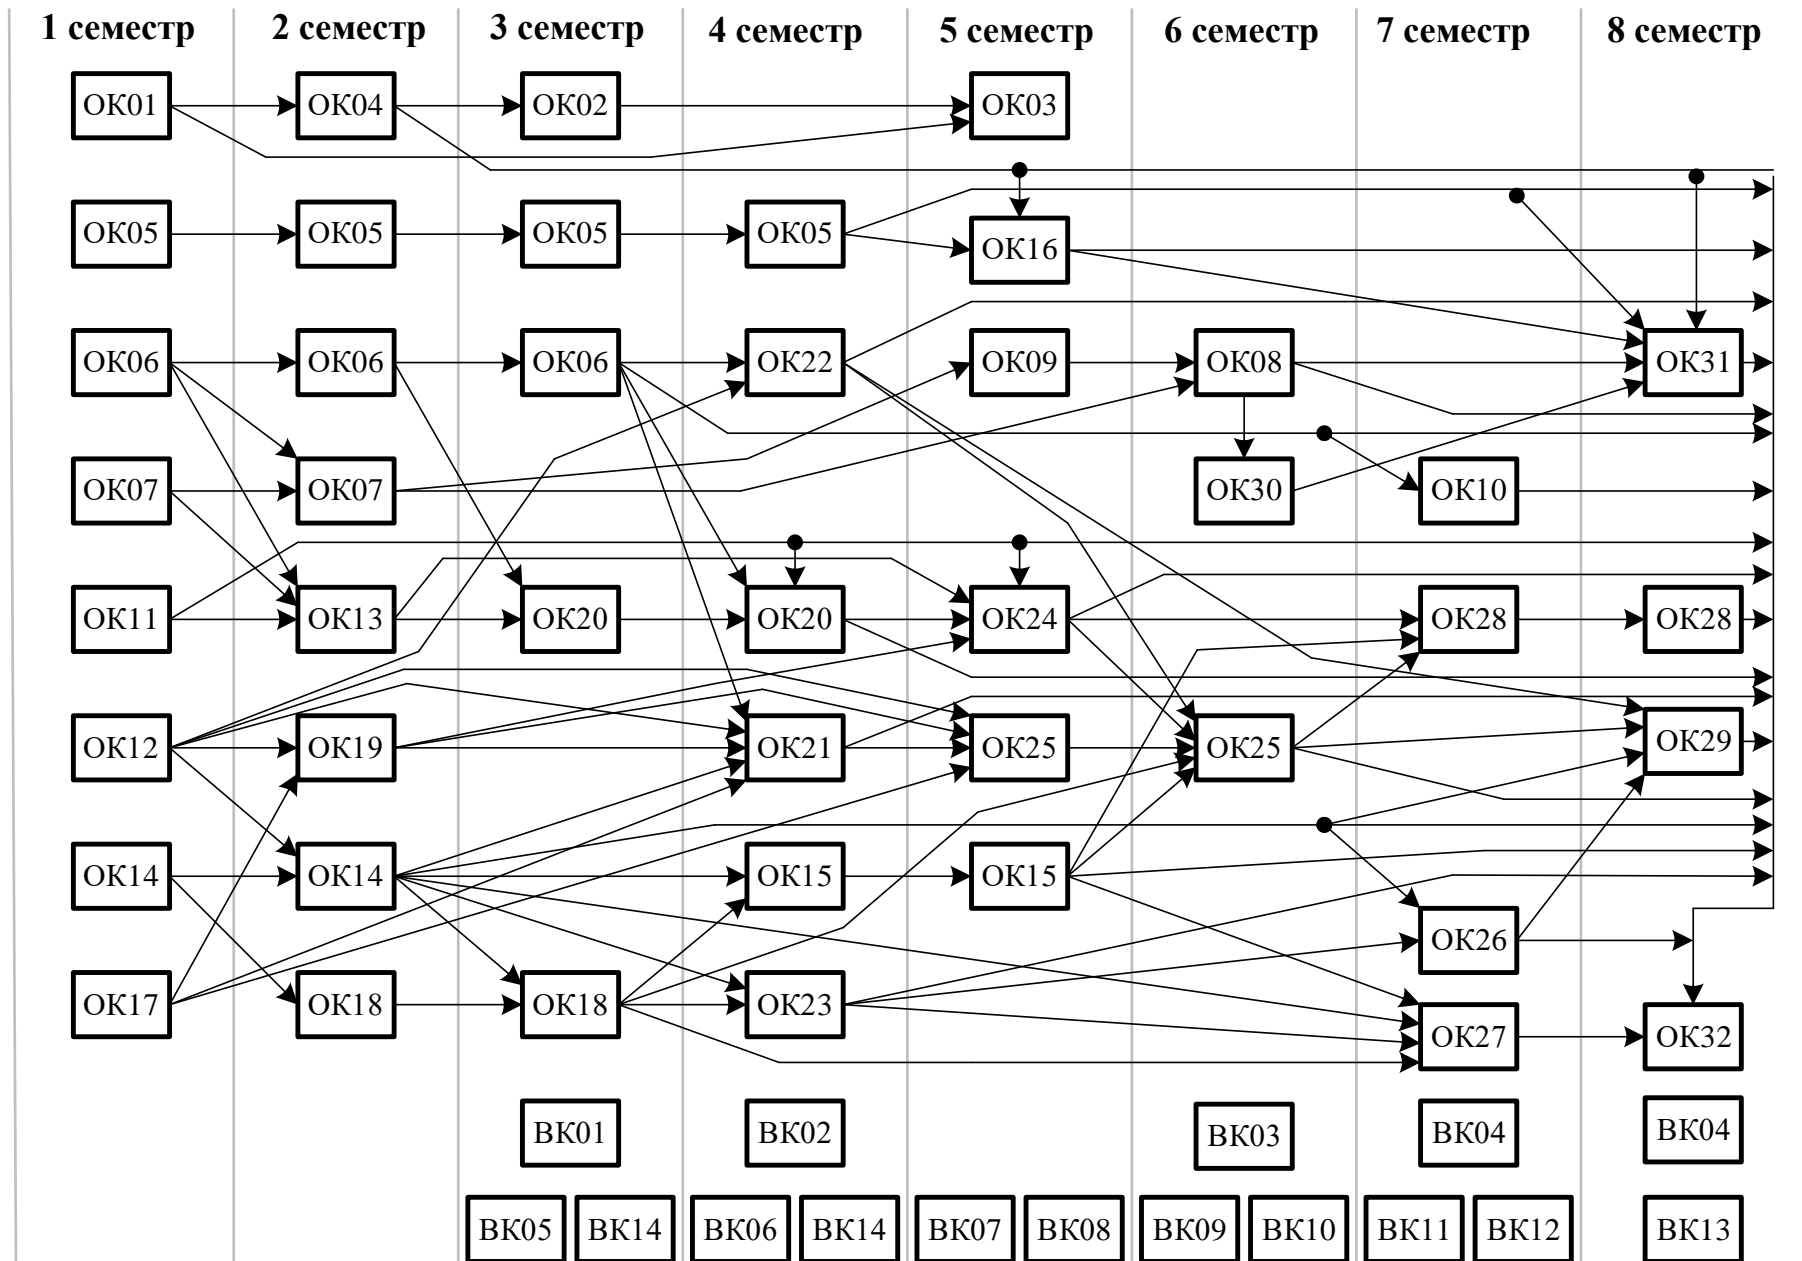 1 семестр 2 семестр 3 семестр 4 семестр 5 семестр 6 семестр 7 семестр 8 семестр
ОК01 ОК04 ОК02 ОК03
ОК05 ОК05 ОК05 ОК05 ОК16
ОК06 ОК06 ОК06 ОК22 ОК09 ОК08 ОК31
ОК07 ОК07 ОК30 ОК10
ОК11 ОК13 ОК20 ОК20 ОК24 ОК28 ОК28
ОК12 ОК19 ОК21 ОК25 ОК25 ОК29
ОК14 ОК14 ОК15 ОК15
ОК26
ОК17 ОК18 ОК18 ОК23
ОК27 ОК32
ВК01 ВК02 ВК03 ВК04 ВК04
ВК05 ВК14 ВК06 ВК14 ВК07 ВК08 ВК09 ВК10 ВК11 ВК12 ВК13